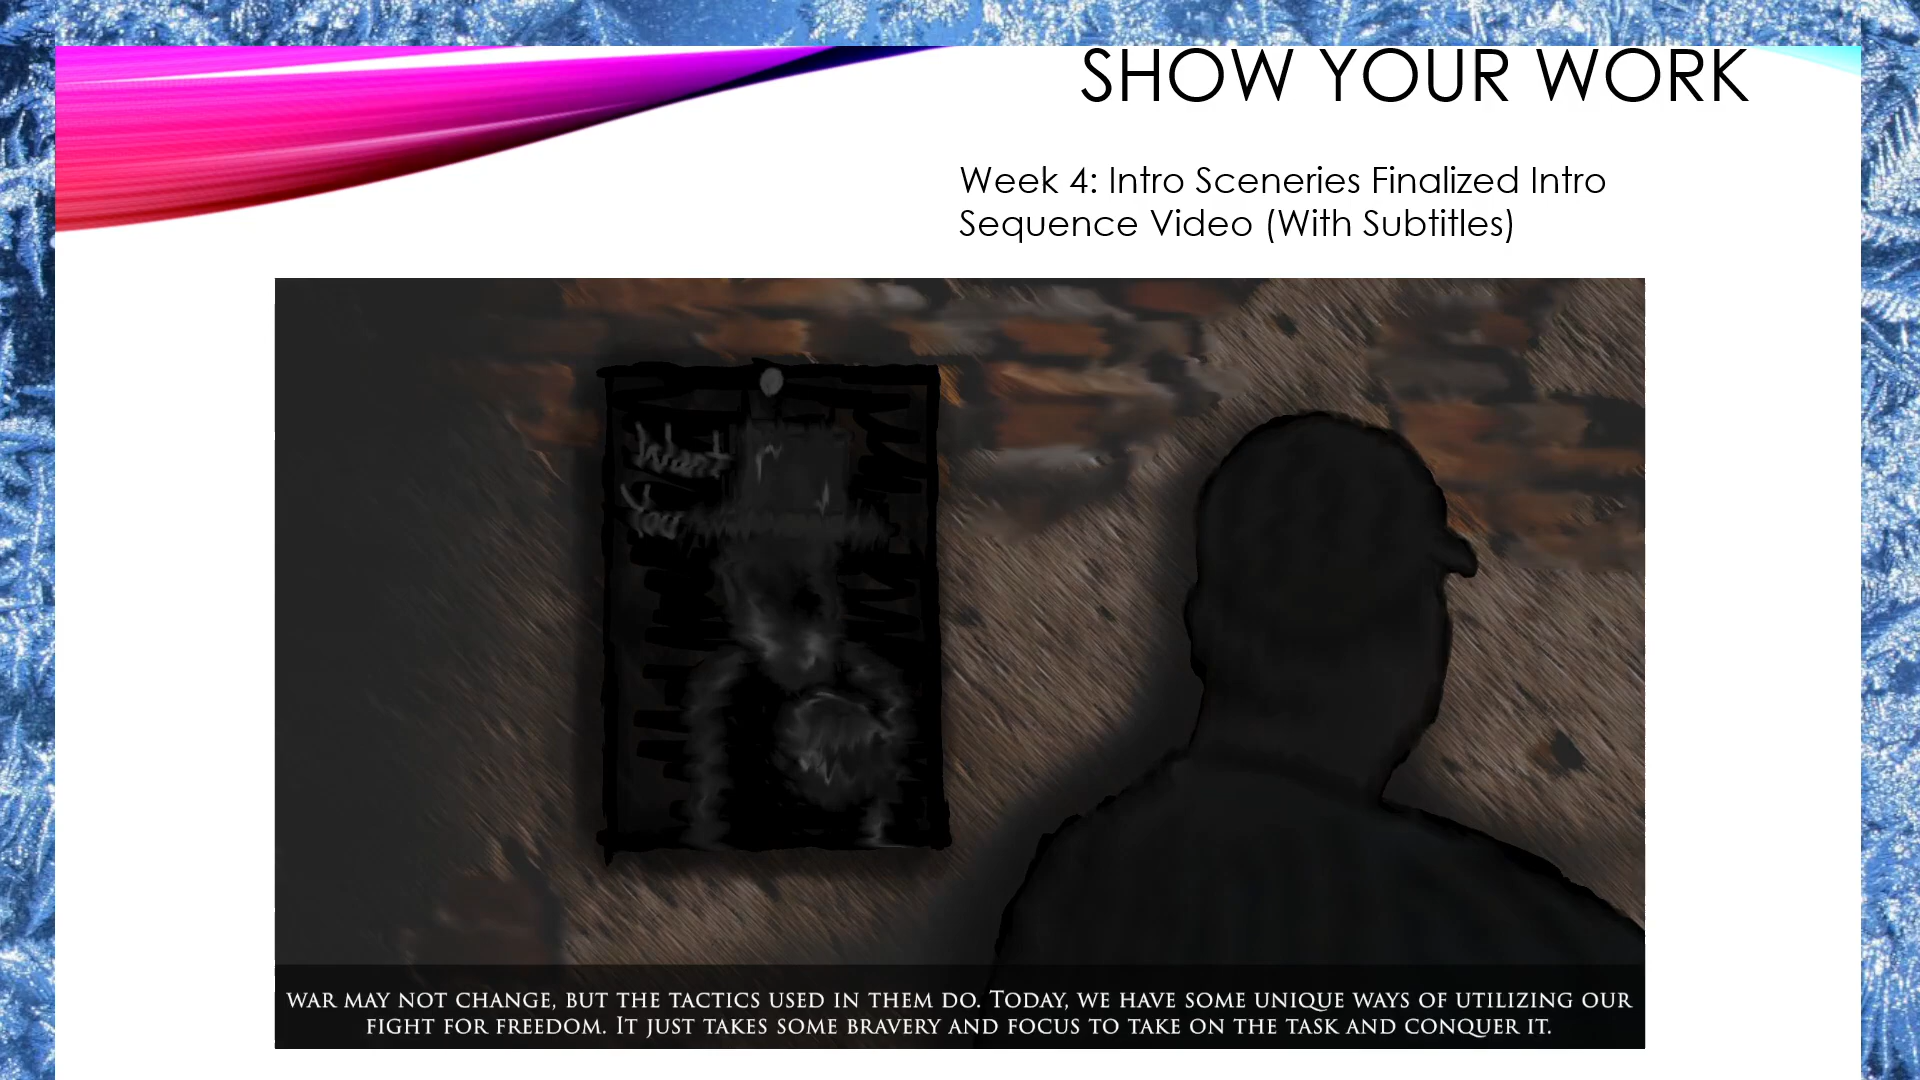 SHOW YOUR WORK
Week 4: Intro Sceneries Finalized Intro
Sequence Video (With Subtitles)
Want
You
WAR MAY NOT CHANGE, BUT THE TACTICS USED IN THEM DO. TODAY, WE HAVE SOME UNIQUE WAYS OF UTILIZING OUR
FIGHT FOR FREEDOM. IT JUST TAKES SOME BRAVERY AND FOCUS TO TAKE ON THE TASK AND CONQUER IT.